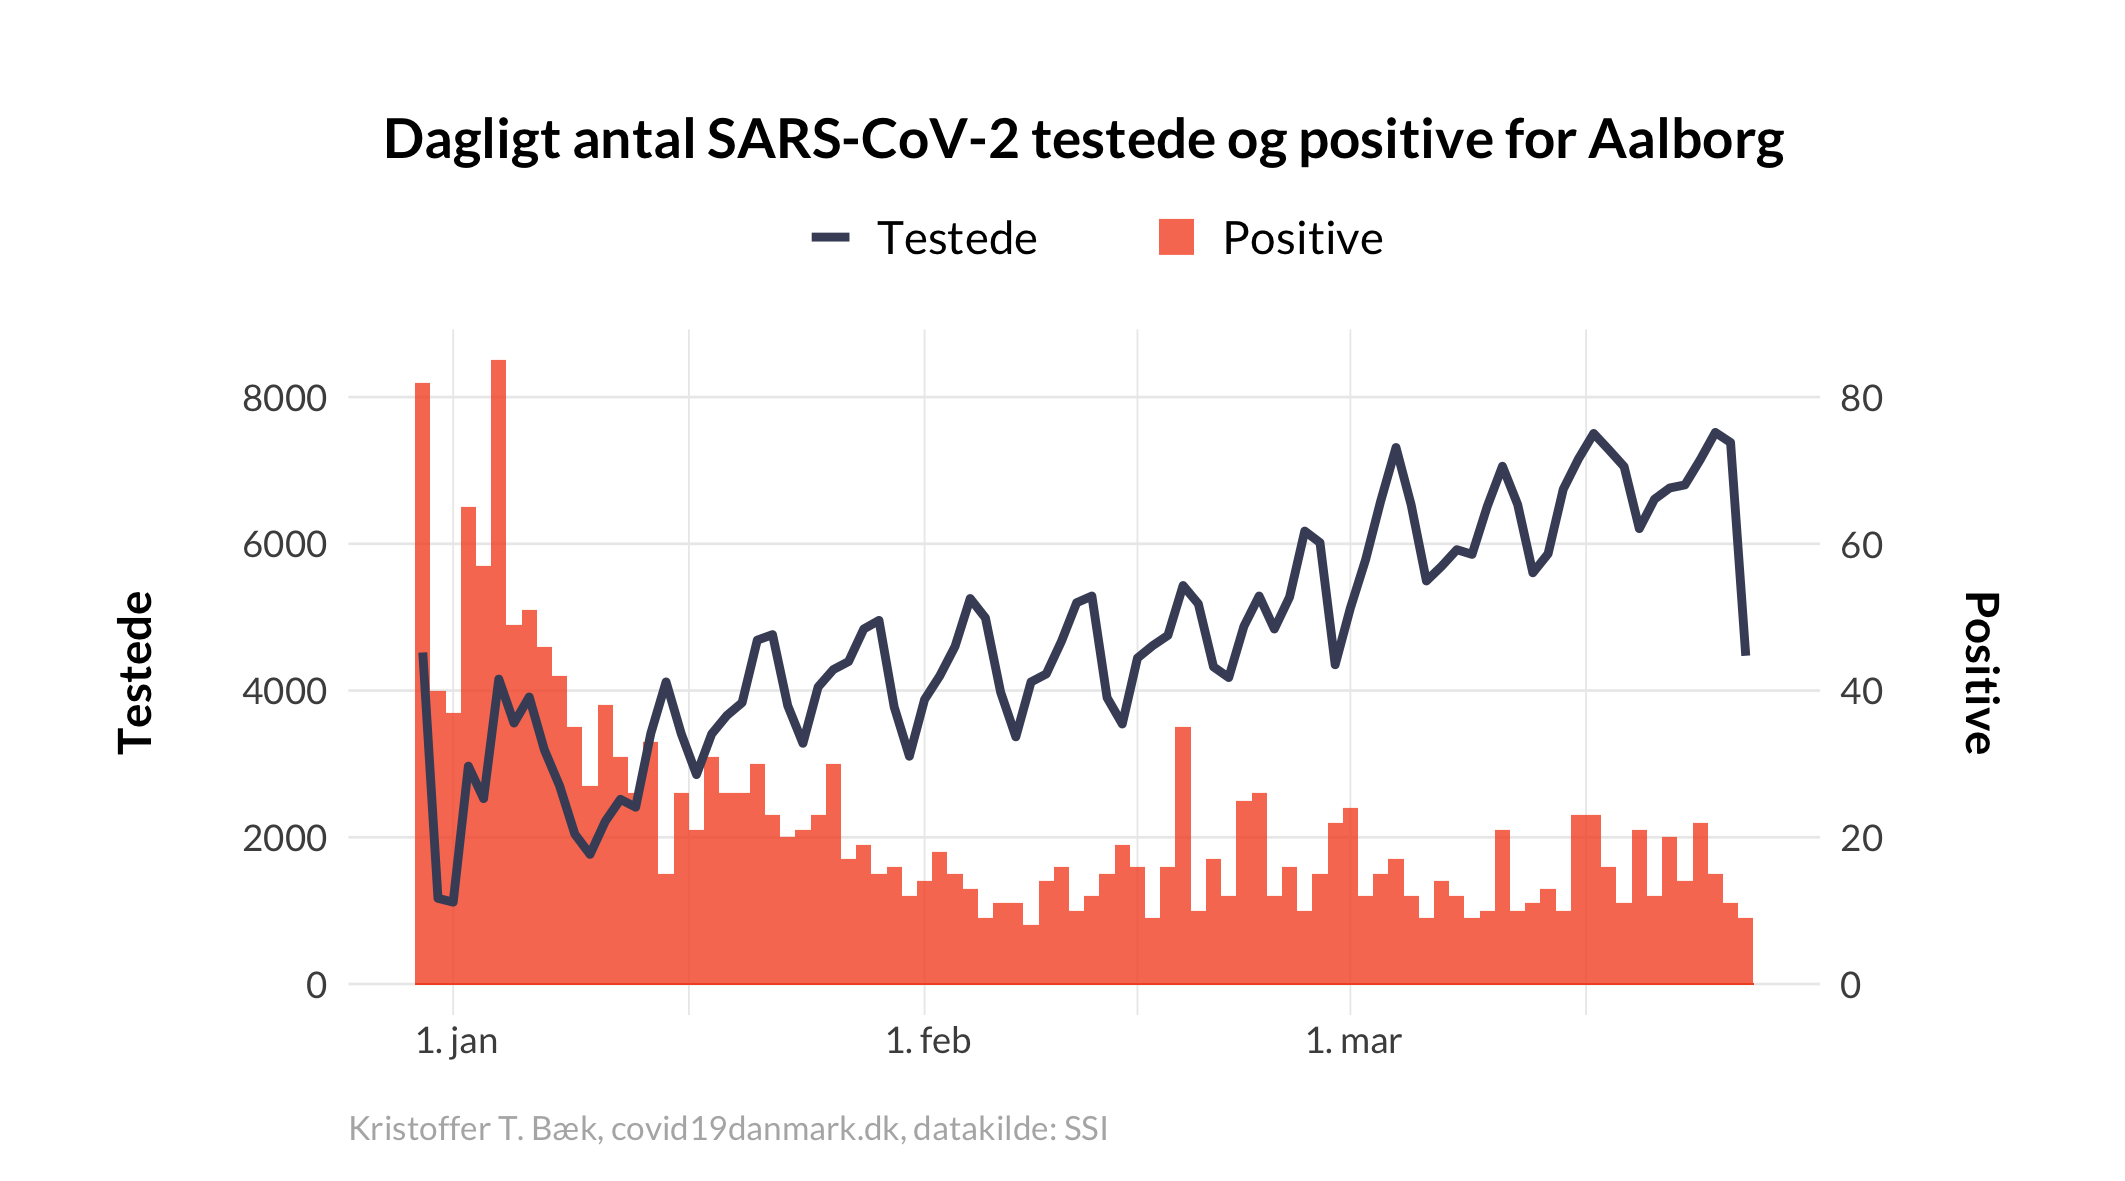 Dagligt antal SARS-CoV-2 testede og positive for Aalborg
Testede
Positive
8000
6000
4000
2000
0
Testede
80
60
40
20
0
Positive
1. jan
1. feb
1. mar
Kristoffer T. Bæk, covid19danmark.dk, datakilde: SSI